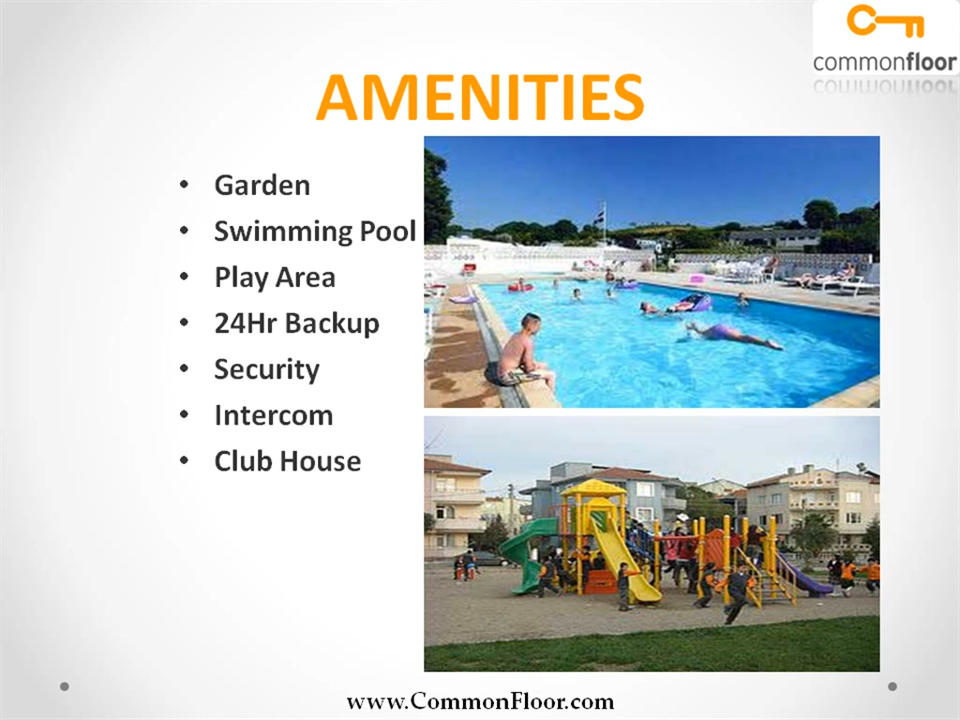 commonfloor
AMENITIES
• Garden
• Swimming Pool
• Play Area
• 24Hr Backup
• Security
• Intercom
• Club House
www.CommonFloor.com